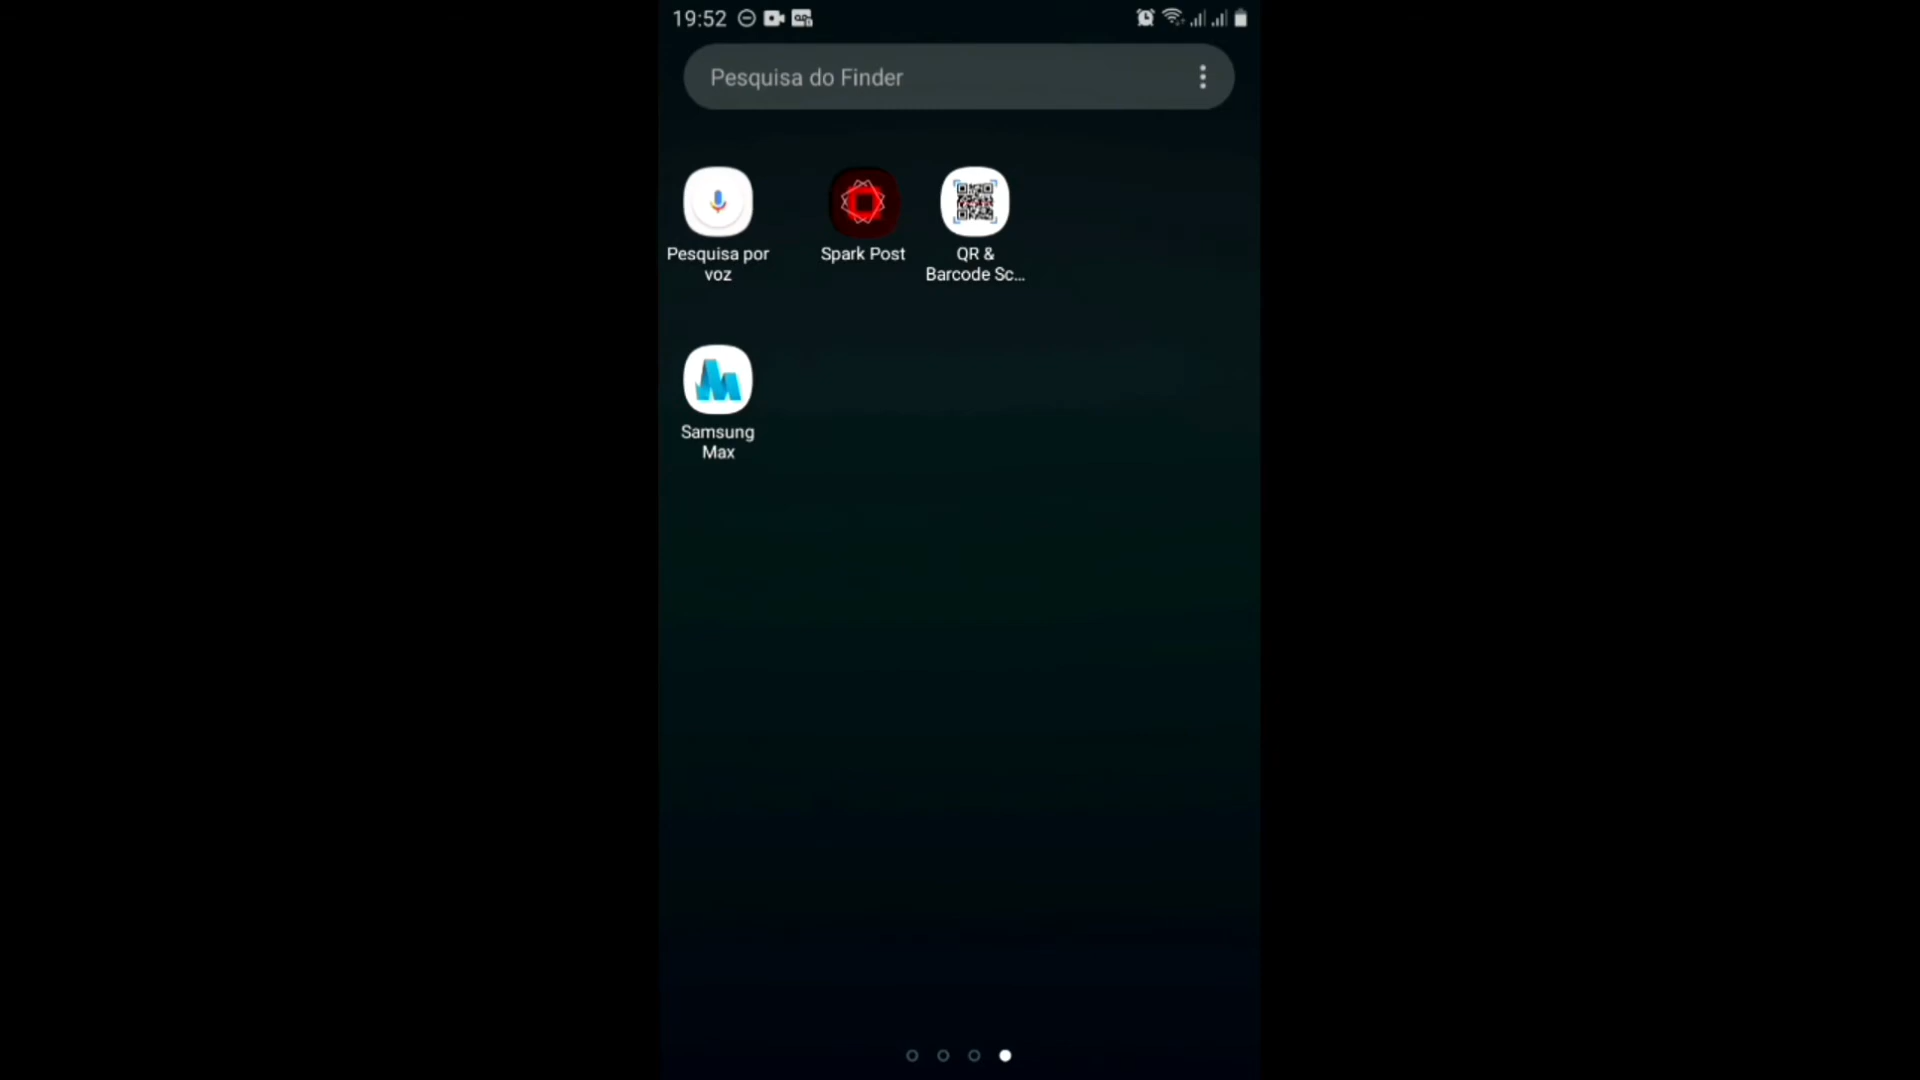 19:52
Pesquisa do Finder
Pesquisa por
voz
Spark Post
QR &
Barcode Sc...
Samsung
Max